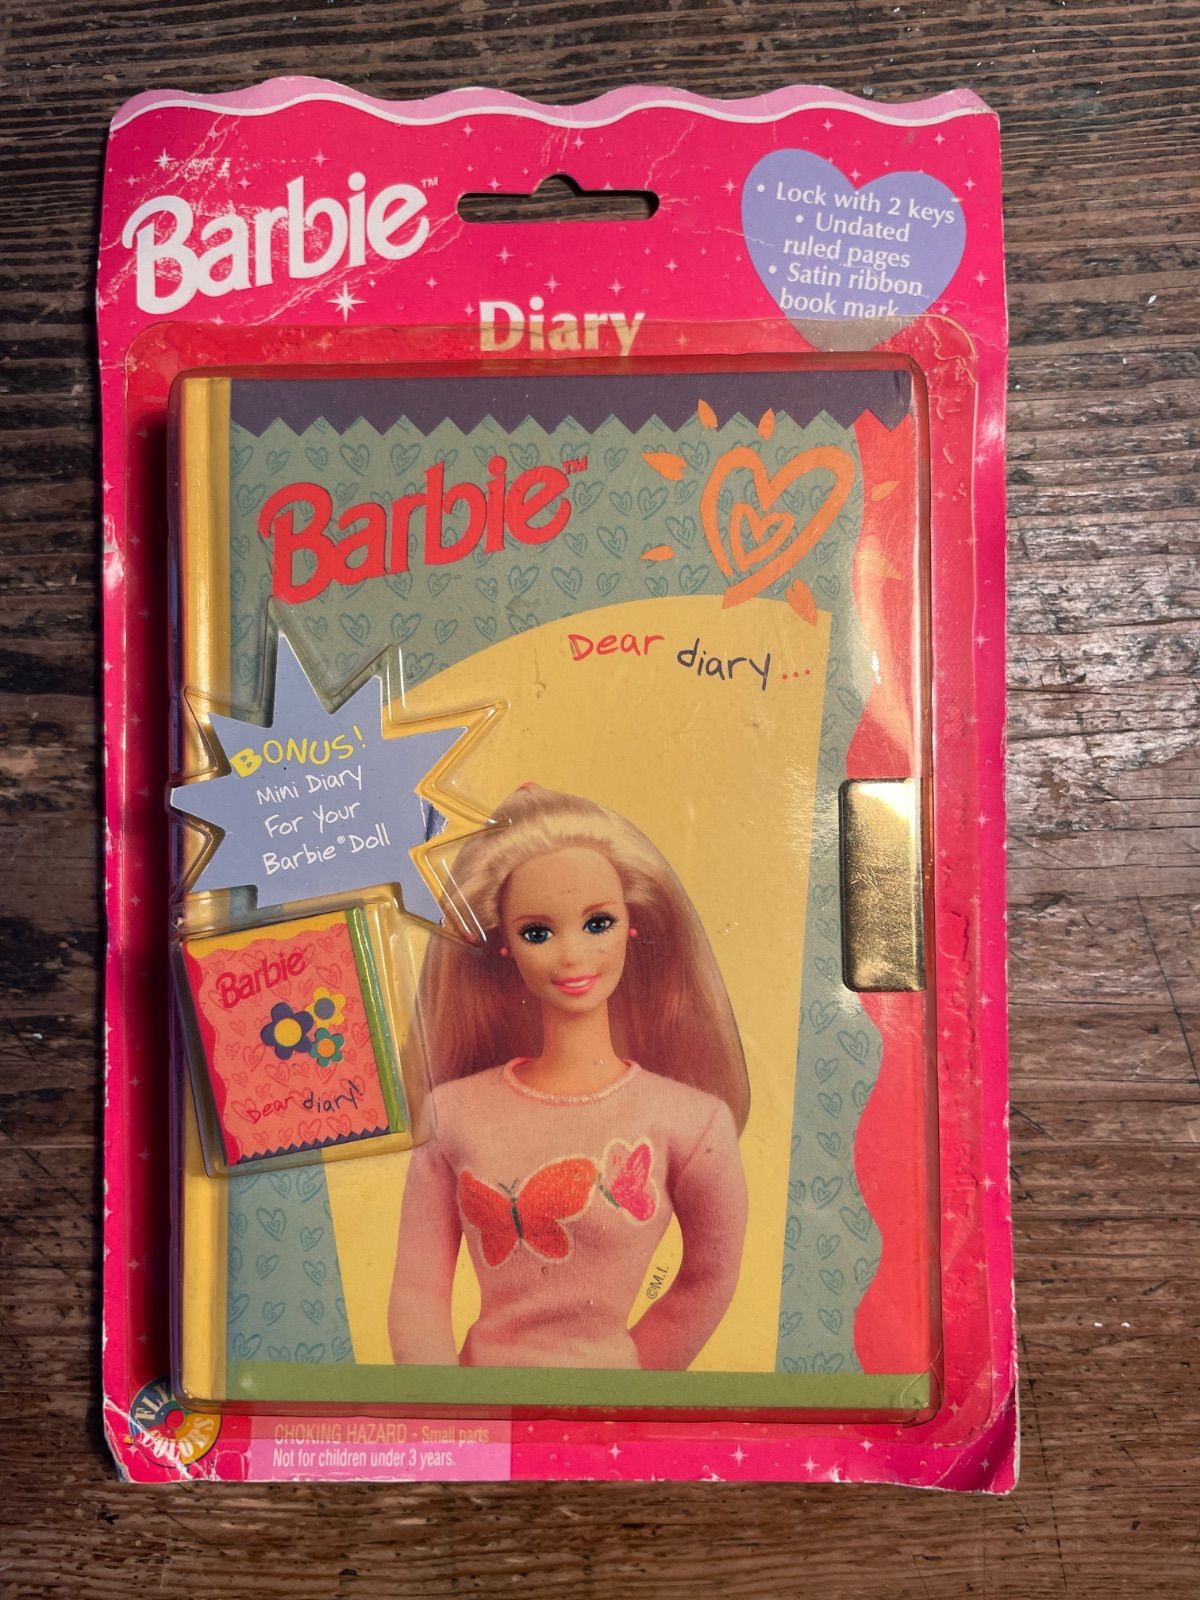 Barbie™
• Lock with 2 keys
• Undated
ruled pages
• Satin ribbon
book mark
Diary
Barbie™
Dear diary...
BONUS!
Mini Diary
For Your
Barbie® Doll
Barbie
Dear diary!
©M.I.
COLORS
CHOKING HAZARD - Small parts
Not for children under 3 years.